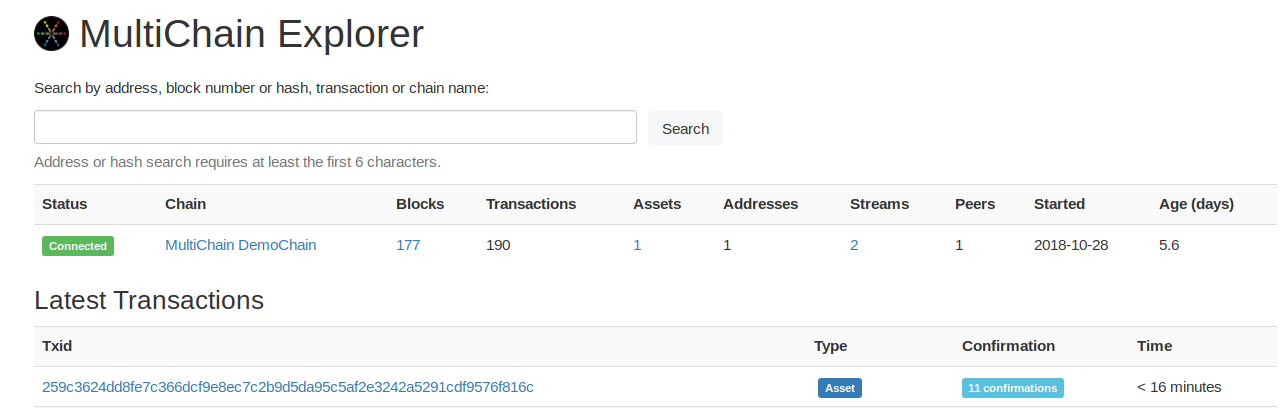 MultiChain Explorer
Search by address, block number or hash, transaction or chain name:
Search
Address or hash search requires at least the first 6 characters.
Status Chain Blocks Transactions Assets Addresses Streams Peers Started Age (days)
Connected MultiChain DemoChain 177 190 1 1 2 1 2018-10-28 5.6
Latest Transactions
Txid Type Confirmation Time
259c3624dd8fe7c366dcf9e8ec7c2b9d5da95c5af2e3242a5291cdf9576f816c Asset 11 confirmations < 16 minutes